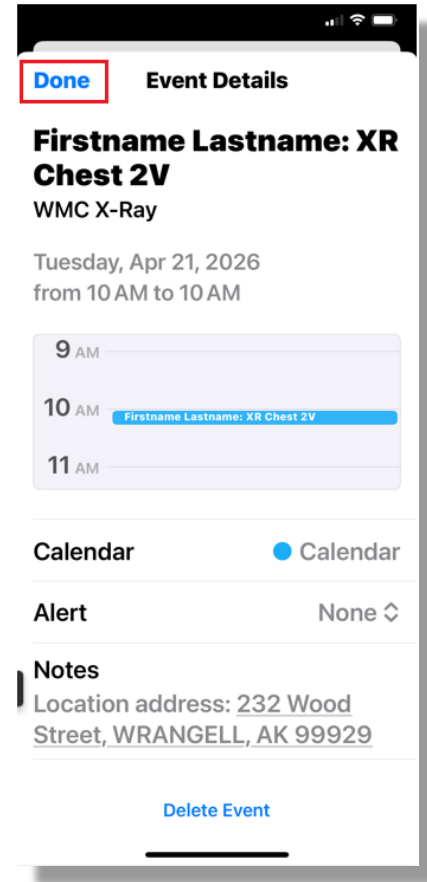 Done
Event Details
Firstname Lastname: XR
Chest 2V
WMC X-Ray
Tuesday, Apr 21, 2026
from 10 AM to 10 AM
9 AM
10 AM
Firstname Lastname: XR Chest 2V
11 AM
Calendar
Calendar
Alert
None
Notes
Location address: 232 Wood
Street, WRANGELL, AK 99929
Delete Event